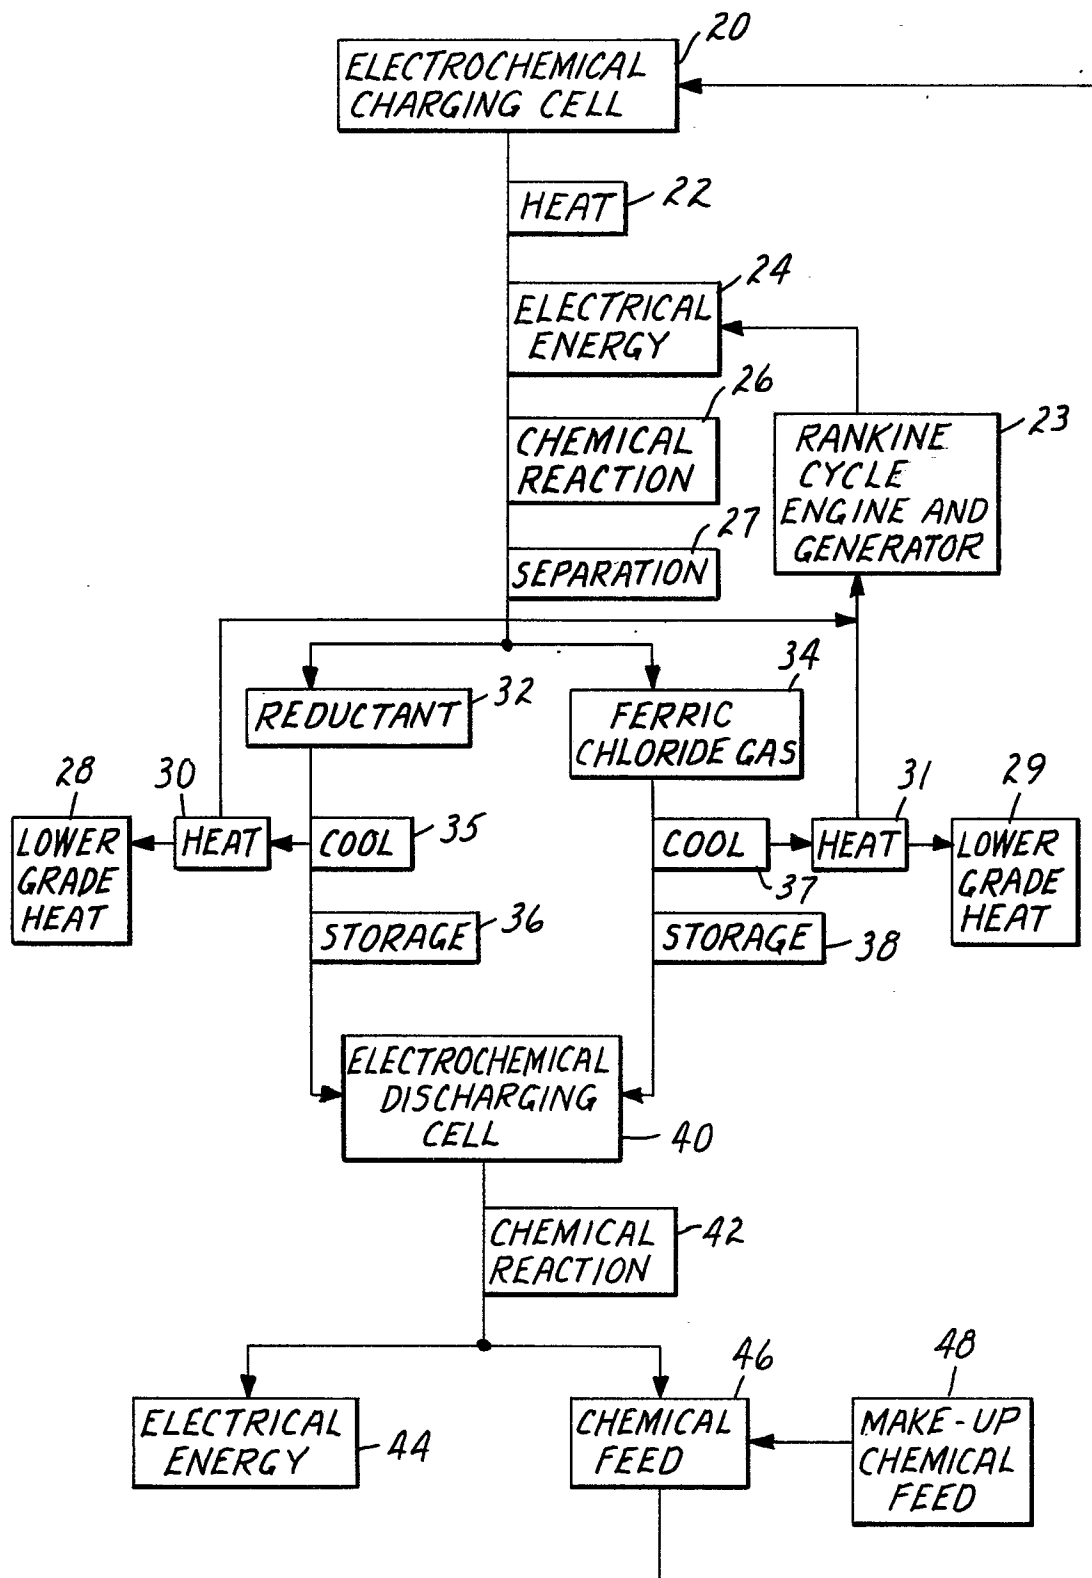 20
ELECTROCHEMICAL
CHARGING CELL
HEAT
22
24
ELECTRICAL
ENERGY
26
CHEMICAL
REACTION
23
RANKINE
CYCLE
ENGINE AND
GENERATOR
27
SEPARATION
32
REDUCTANT
34
FERRIC
CHLORIDE GAS
28
LOWER
GRADE
HEAT
30
HEAT
COOL
35
COOL
37
31
HEAT
29
LOWER
GRADE
HEAT
STORAGE
36
STORAGE
38
ELECTROCHEMICAL
DISCHARGING
CELL
40
CHEMICAL
REACTION
42
ELECTRICAL
ENERGY
44
46
CHEMICAL
FEED
48
MAKE-UP
CHEMICAL
FEED